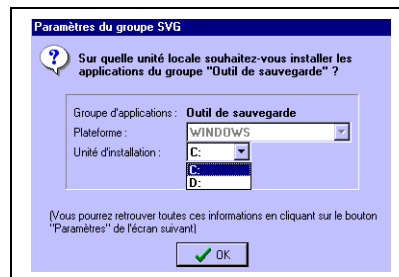 Paramètres du groupe SVG
Sur quelle unité locale souhaitez-vous installer les
applications du groupe "Outil de sauvegarde" ?
Groupe d'applications : Outil de sauvegarde
Plateforme : WINDOWS
Unité d'installation : C:
C:
D:
(Vous pourrez retrouver toutes ces informations en cliquant sur le bouton
"Paramètres" de l'écran suivant)
OK